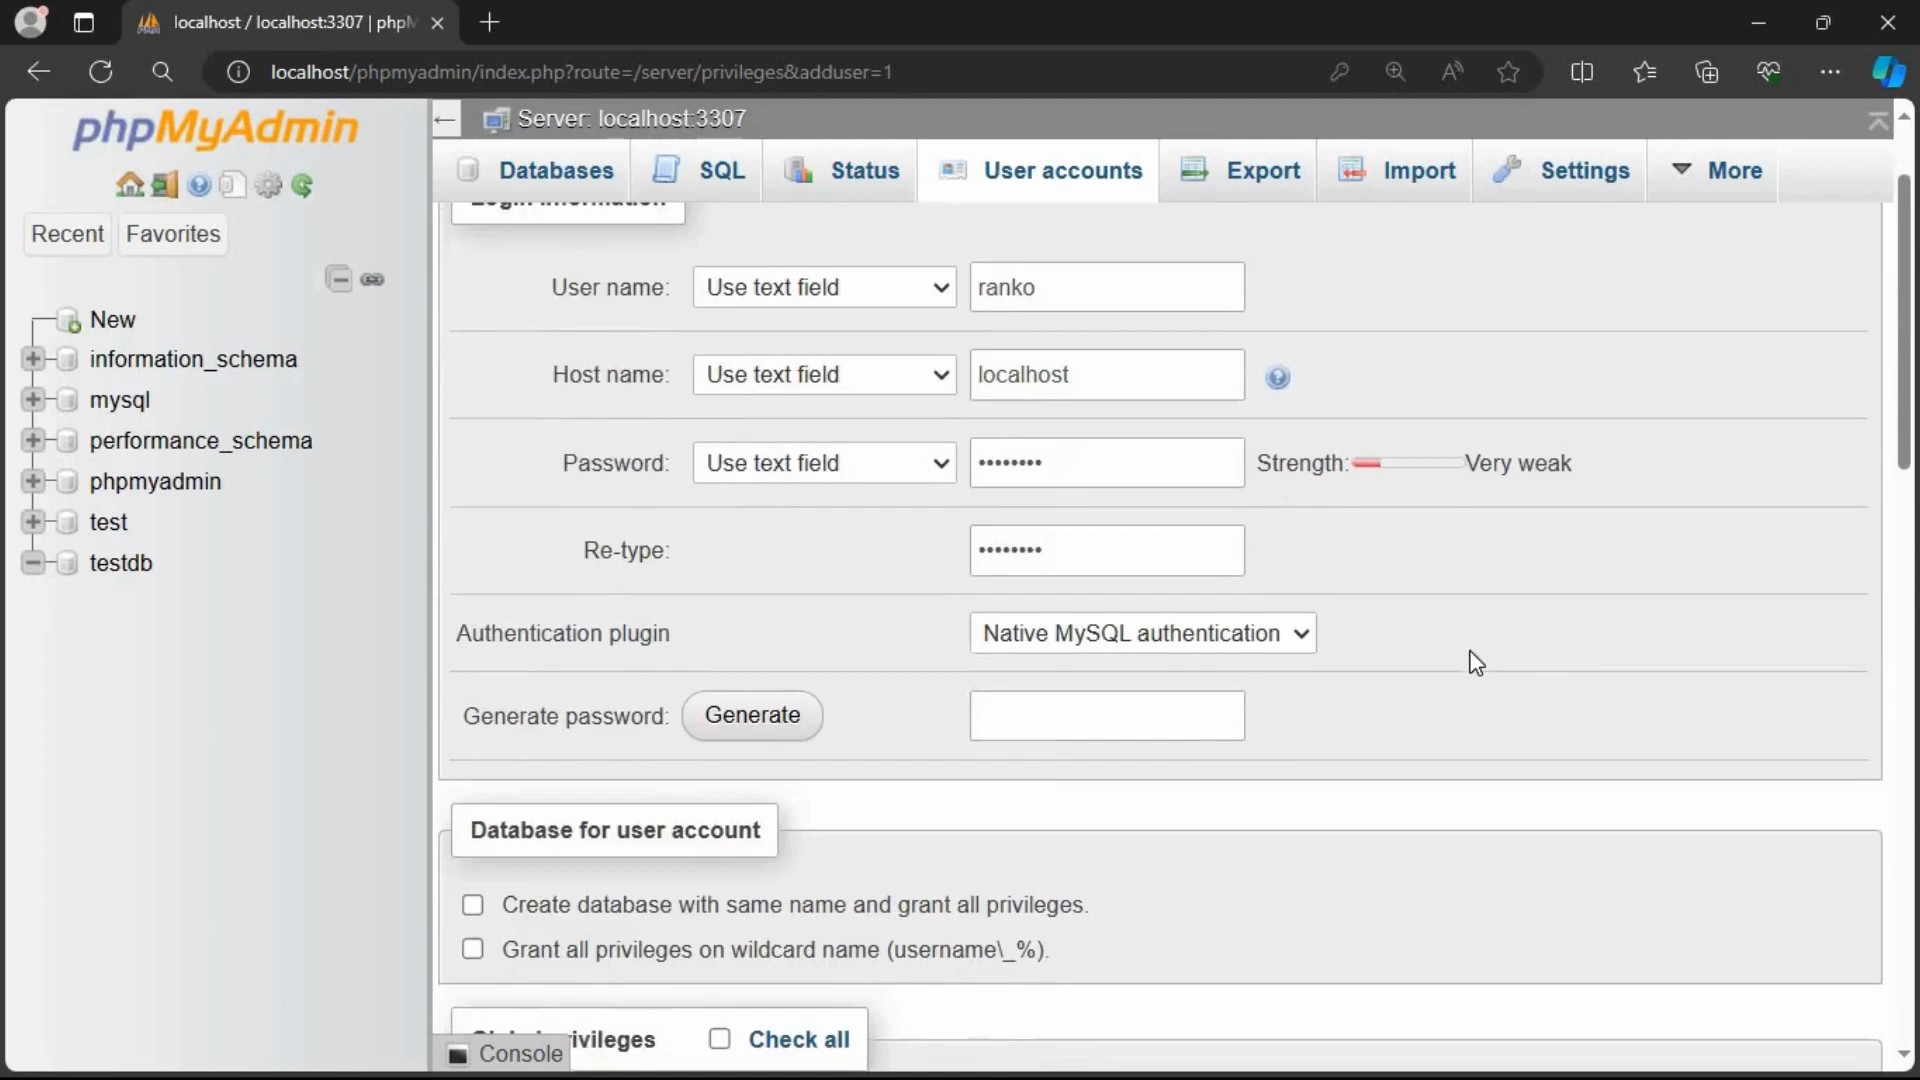 localhost / localhost:3307 | phpM
localhost/phpmyadmin/index.php?route=/server/privileges&adduser=1
phpMyAdmin
Recent
Favorites
New
information_schema
mysql
performance_schema
phpmyadmin
test
testdb
Server: localhost:3307
Databases
SQL
Status
User accounts
Export
Import
Settings
More
Login Information
User name:
Use text field
ranko
Host name:
Use text field
localhost
Password:
Use text field
••••••••
Strength:
Very weak
Re-type:
••••••••
Authentication plugin
Native MySQL authentication
Generate password:
Generate
Database for user account
Create database with same name and grant all privileges.
Grant all privileges on wildcard name (username\_%).
Global privileges
Check all
Console